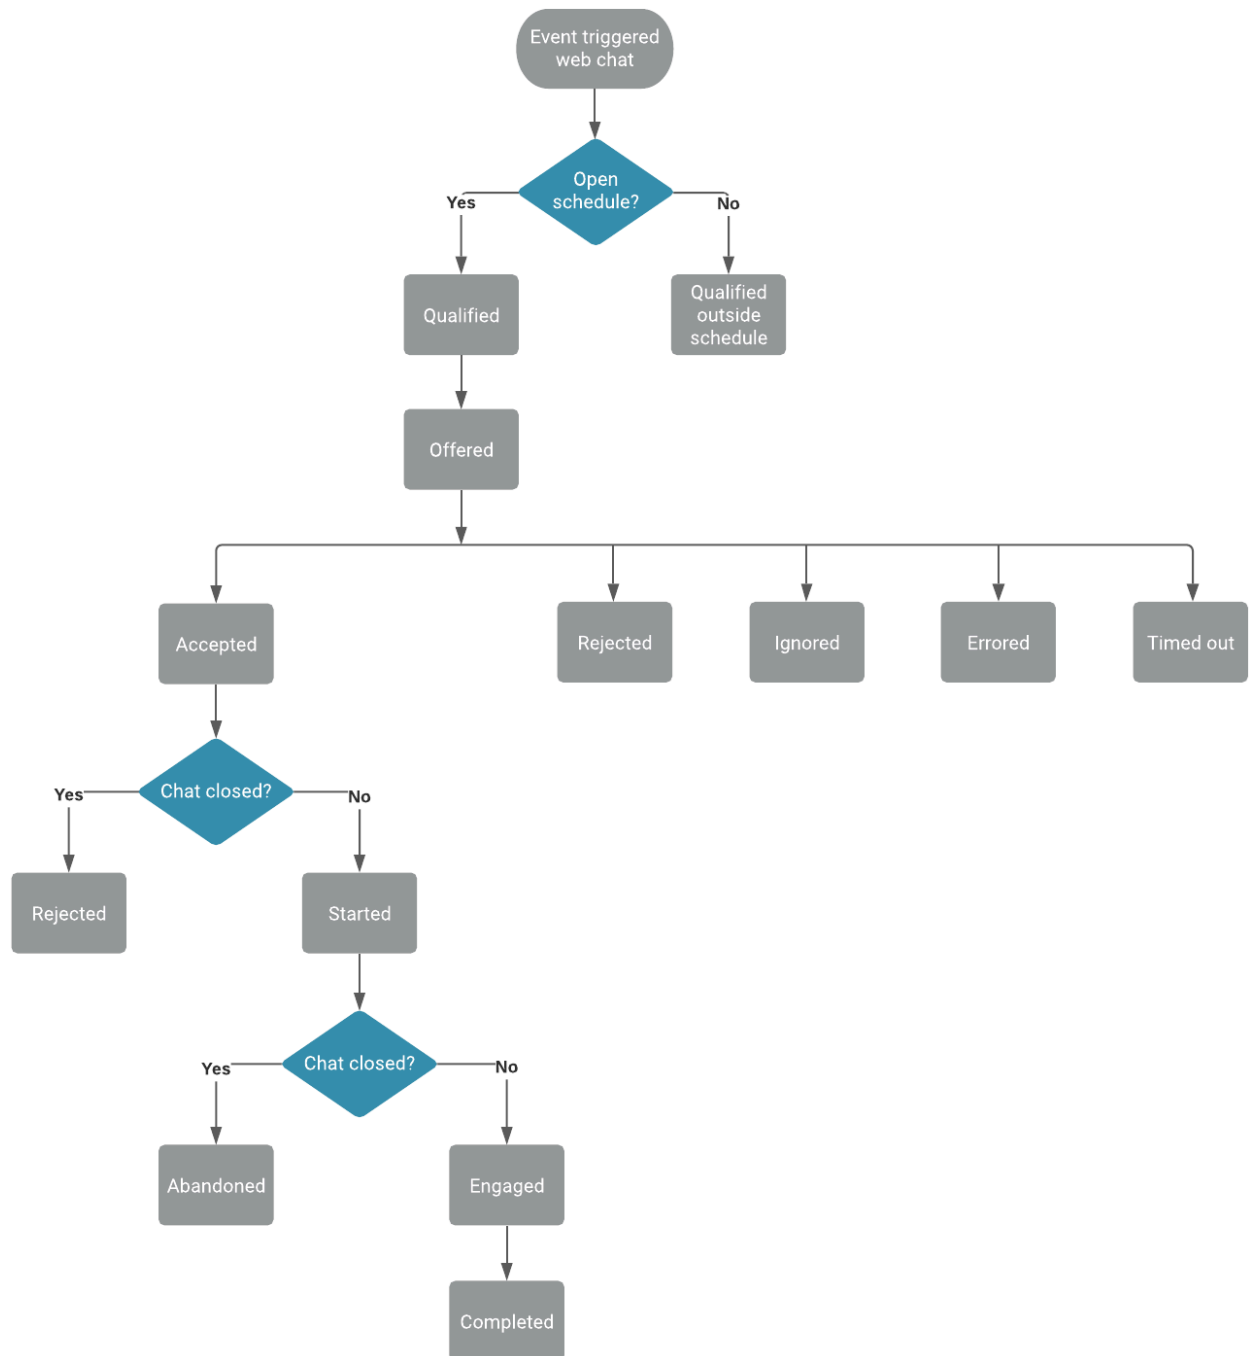 Event triggered
web chat
Open
schedule?
Yes
No
Qualified
Qualified
outside
schedule
Offered
Accepted
Rejected
Ignored
Errored
Timed out
Chat closed?
Yes
No
Rejected
Started
Chat closed?
Yes
No
Abandoned
Engaged
Completed